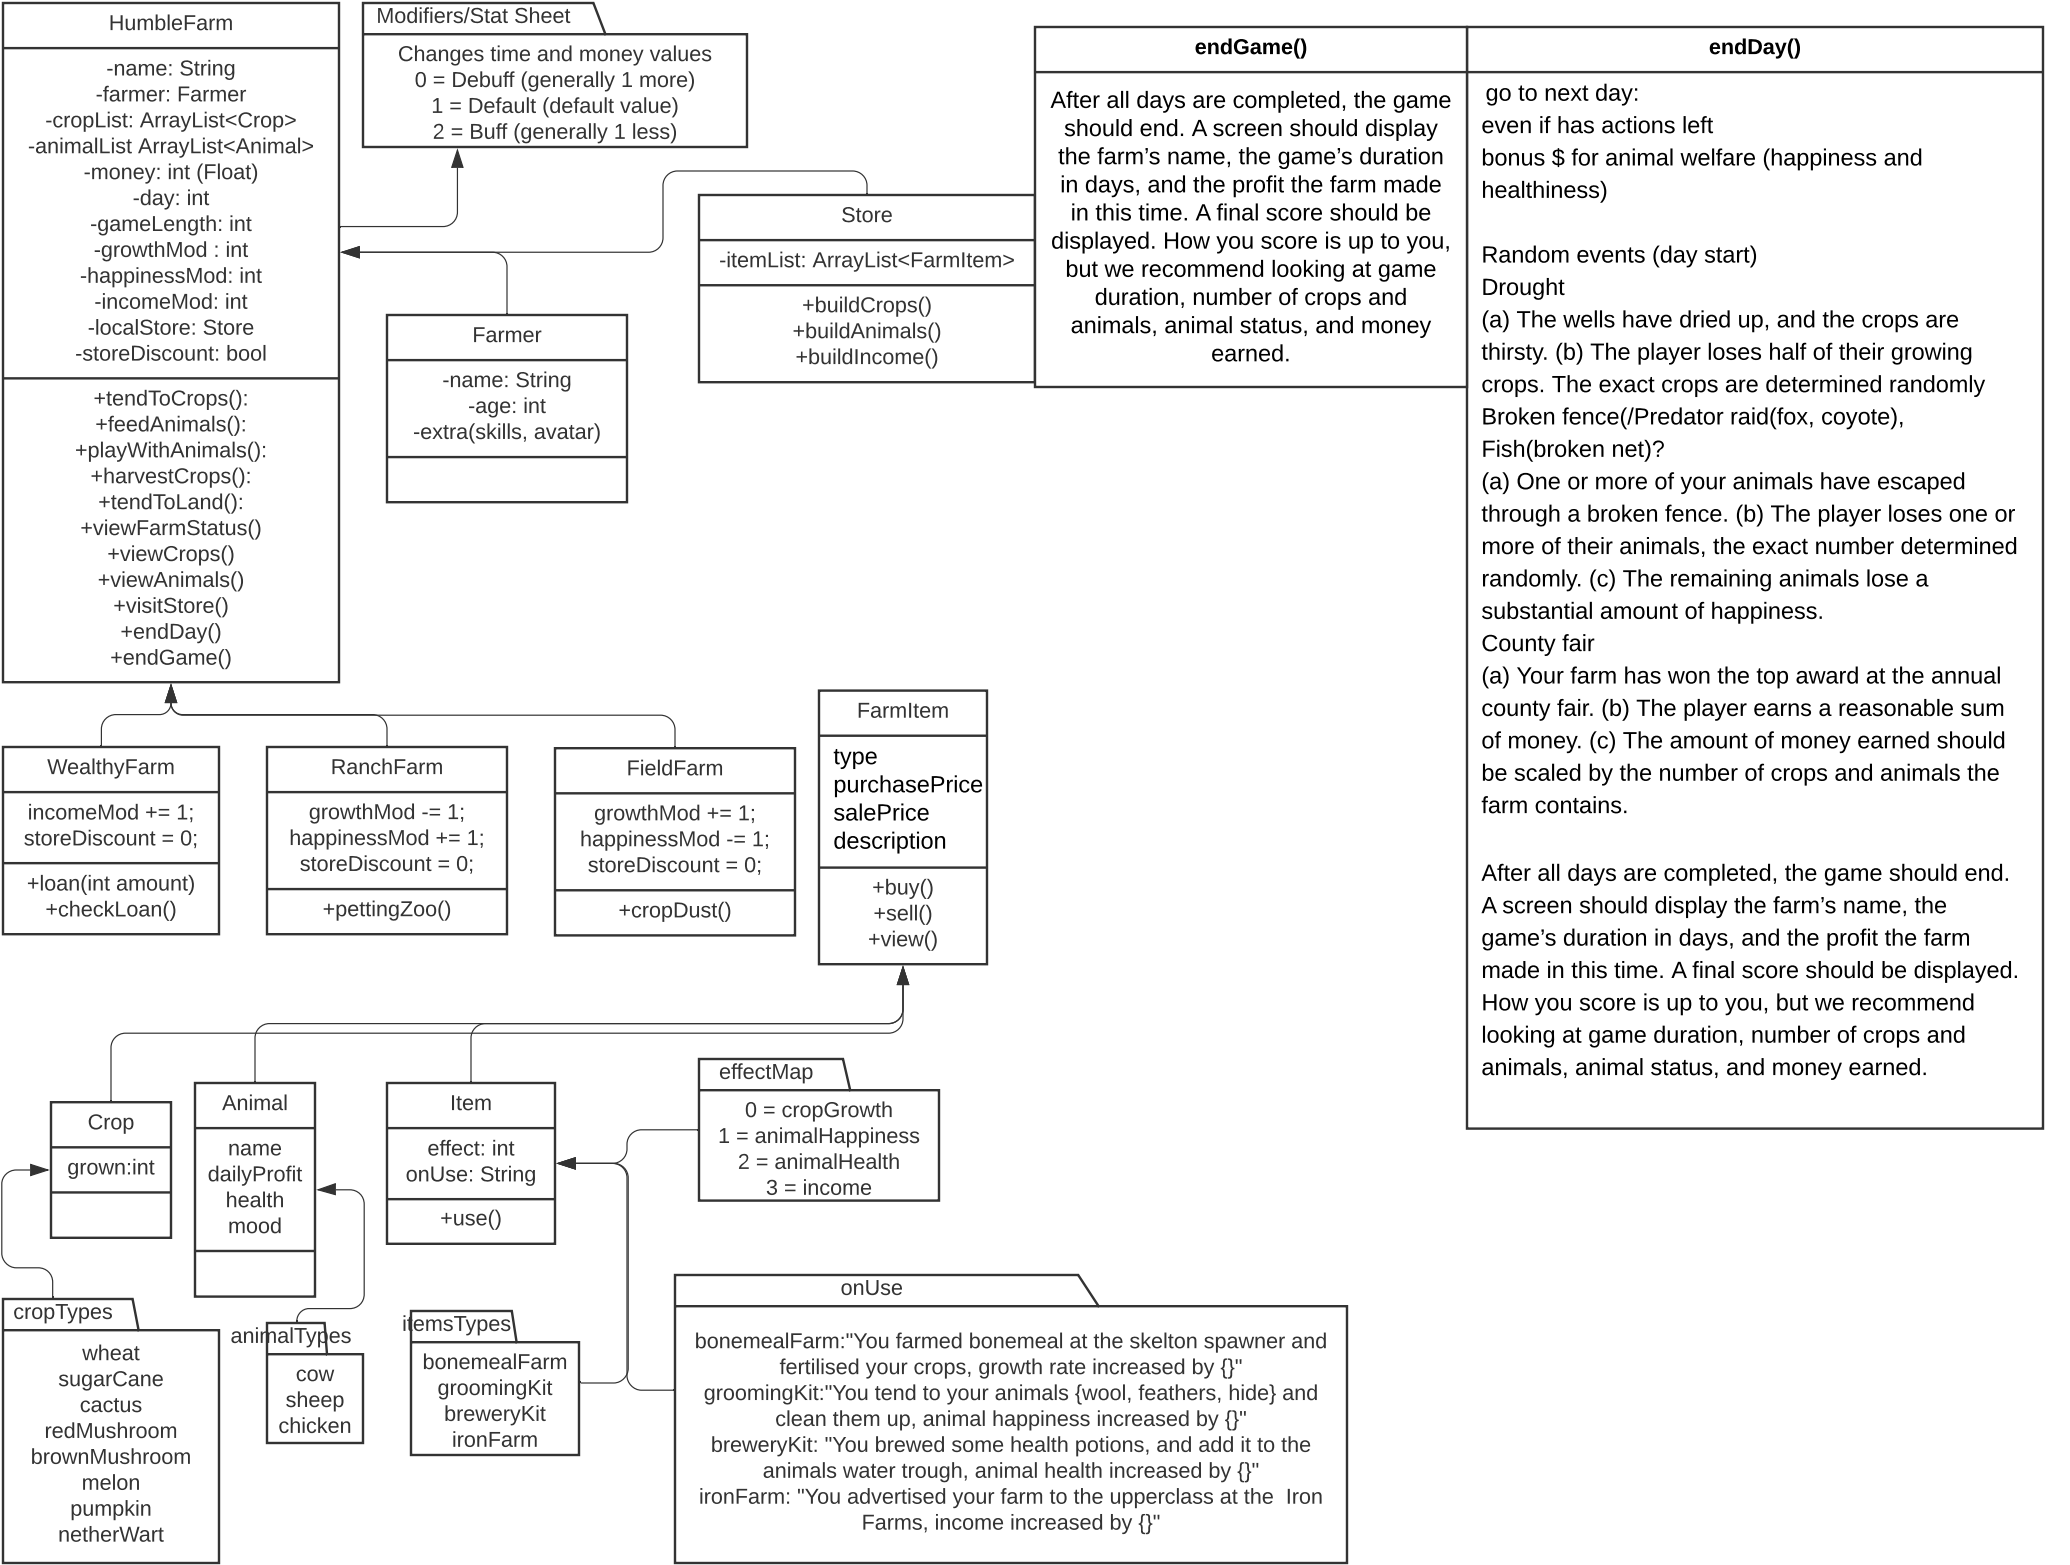 HumbleFarm
-name: String
-farmer: Farmer
-cropList: ArrayList<Crop>
-animalList ArrayList<Animal>
-money: int (Float)
-day: int
-gameLength: int
-growthMod : int
-happinessMod: int
-incomeMod: int
-localStore: Store
-storeDiscount: bool
+tendToCrops():
+feedAnimals():
+playWithAnimals():
+harvestCrops():
+tendToLand():
+viewFarmStatus()
+viewCrops()
+viewAnimals()
+visitStore()
+endDay()
+endGame()
Modifiers/Stat Sheet
Changes time and money values
0 = Debuff (generally 1 more)
1 = Default (default value)
2 = Buff (generally 1 less)
Farmer
-name: String
-age: int
-extra(skills, avatar)
Store
-itemList: ArrayList<FarmItem>
+buildCrops()
+buildAnimals()
+buildIncome()
endGame()
After all days are completed, the game
should end. A screen should display
the farm’s name, the game’s duration
in days, and the profit the farm made
in this time. A final score should be
displayed. How you score is up to you,
but we recommend looking at game
duration, number of crops and
animals, animal status, and money
earned.
endDay()
go to next day:
even if has actions left
bonus $ for animal welfare (happiness and
healthiness)
Random events (day start)
Drought
(a) The wells have dried up, and the crops are
thirsty. (b) The player loses half of their growing
crops. The exact crops are determined randomly
Broken fence(/Predator raid(fox, coyote),
Fish(broken net)?
(a) One or more of your animals have escaped
through a broken fence. (b) The player loses one or
more of their animals, the exact number determined
randomly. (c) The remaining animals lose a
substantial amount of happiness.
County fair
(a) Your farm has won the top award at the annual
county fair. (b) The player earns a reasonable sum
of money. (c) The amount of money earned should
be scaled by the number of crops and animals the
farm contains.
After all days are completed, the game should end.
A screen should display the farm’s name, the
game’s duration in days, and the profit the farm
made in this time. A final score should be displayed.
How you score is up to you, but we recommend
looking at game duration, number of crops and
animals, animal status, and money earned.
WealthyFarm
incomeMod += 1;
storeDiscount = 0;
+loan(int amount)
+checkLoan()
RanchFarm
growthMod -= 1;
happinessMod += 1;
storeDiscount = 0;
+pettingZoo()
FieldFarm
growthMod += 1;
happinessMod -= 1;
storeDiscount = 0;
+cropDust()
FarmItem
type
purchasePrice
salePrice
description
+buy()
+sell()
+view()
Crop
grown:int
Animal
name
dailyProfit
health
mood
Item
effect: int
onUse: String
+use()
effectMap
0 = cropGrowth
1 = animalHappiness
2 = animalHealth
3 = income
cropTypes
wheat
sugarCane
cactus
redMushroom
brownMushroom
melon
pumpkin
netherWart
animalTypes
cow
sheep
chicken
itemsTypes
bonemealFarm
groomingKit
breweryKit
ironFarm
onUse
bonemealFarm:"You farmed bonemeal at the skelton spawner and
fertilised your crops, growth rate increased by {}"
groomingKit:"You tend to your animals {wool, feathers, hide} and
clean them up, animal happiness increased by {}"
breweryKit: "You brewed some health potions, and add it to the
animals water trough, animal health increased by {}"
ironFarm: "You advertised your farm to the upperclass at the  Iron
Farms, income increased by {}"